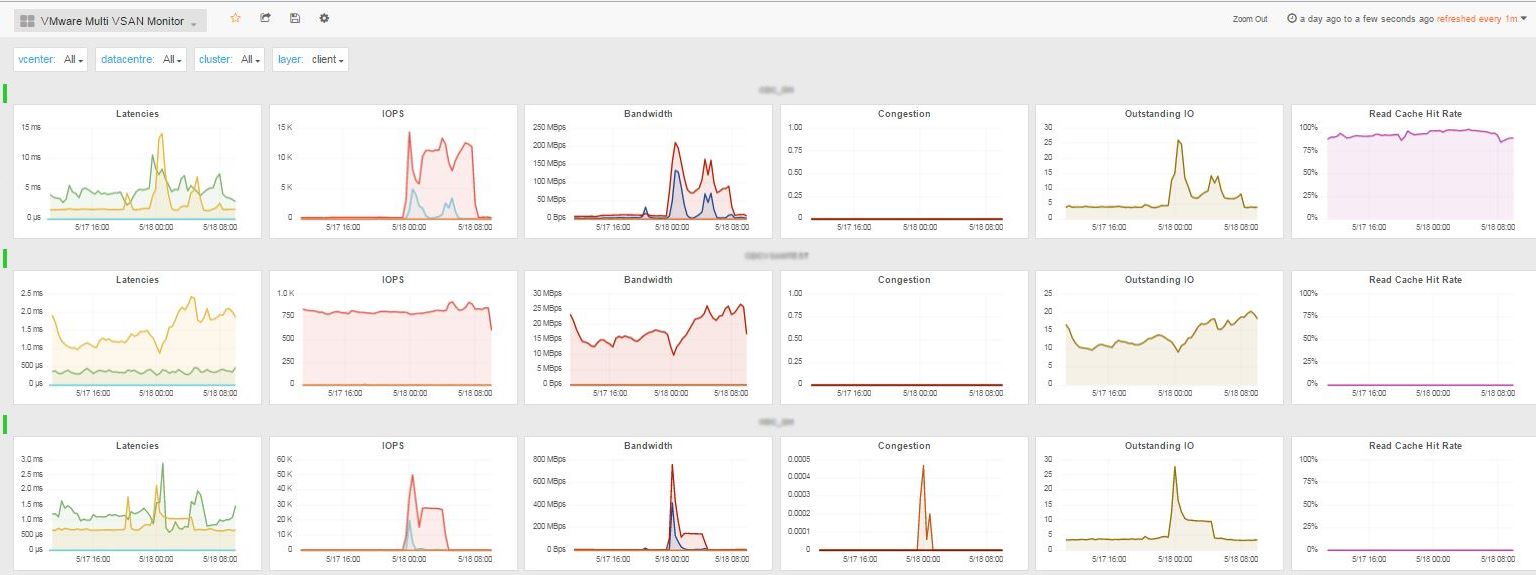 VMware Multi VSAN Monitor
Zoom Out a day ago to a few seconds ago refreshed every 1m
vcenter: All datacentre: All cluster: All layer: client
Latencies
15 ms
10 ms
5 ms
0 µs
5/17 16:00 5/18 00:00 5/18 08:00
IOPS
15 K
10 K
5 K
0
5/17 16:00 5/18 00:00 5/18 08:00
Bandwidth
250 MBps
200 MBps
150 MBps
100 MBps
50 MBps
0 Bps
5/17 16:00 5/18 00:00 5/18 08:00
Congestion
1.00
0.75
0.50
0.25
0
5/17 16:00 5/18 00:00 5/18 08:00
Outstanding IO
30
25
20
15
10
5
0
5/17 16:00 5/18 00:00 5/18 08:00
Read Cache Hit Rate
100%
75%
50%
25%
0%
5/17 16:00 5/18 00:00 5/18 08:00
Latencies
2.5 ms
2.0 ms
1.5 ms
1.0 ms
500 µs
0 µs
5/17 16:00 5/18 00:00 5/18 08:00
IOPS
1.0 K
750
500
250
0
5/17 16:00 5/18 00:00 5/18 08:00
Bandwidth
30 MBps
25 MBps
20 MBps
15 MBps
10 MBps
5 MBps
0 Bps
5/17 16:00 5/18 00:00 5/18 08:00
Congestion
1.00
0.75
0.50
0.25
0
5/17 16:00 5/18 00:00 5/18 08:00
Outstanding IO
25
20
15
10
5
0
5/17 16:00 5/18 00:00 5/18 08:00
Read Cache Hit Rate
100%
75%
50%
25%
0%
5/17 16:00 5/18 00:00 5/18 08:00
Latencies
3.0 ms
2.5 ms
2.0 ms
1.5 ms
1.0 ms
500 µs
0 µs
5/17 16:00 5/18 00:00 5/18 08:00
IOPS
60 K
50 K
40 K
30 K
20 K
10 K
0
5/17 16:00 5/18 00:00 5/18 08:00
Bandwidth
800 MBps
600 MBps
400 MBps
200 MBps
0 Bps
5/17 16:00 5/18 00:00 5/18 08:00
Congestion
0.0005
0.0004
0.0003
0.0002
0.0001
0
5/17 16:00 5/18 00:00 5/18 08:00
Outstanding IO
30
25
20
15
10
5
0
5/17 16:00 5/18 00:00 5/18 08:00
Read Cache Hit Rate
100%
75%
50%
25%
0%
5/17 16:00 5/18 00:00 5/18 08:00